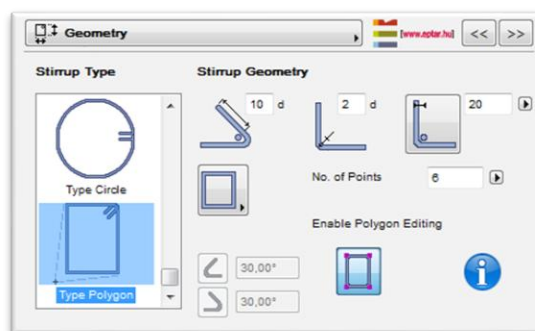 Geometry
[www.eptar.hu]
<<
>>
Stirrup Type
Stirrup Geometry
10 d
2 d
20
Type Circle
No. of Points
6
Enable Polygon Editing
Type Polygon
30,00°
30,00°